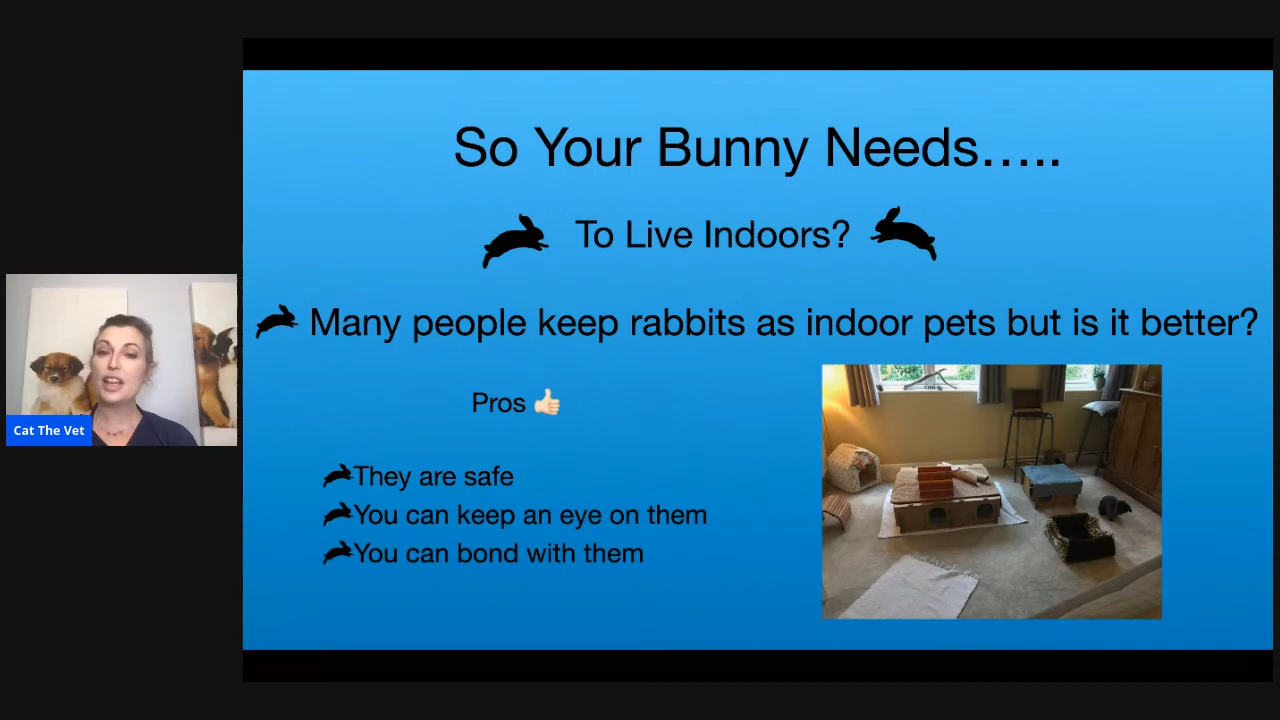 So Your Bunny Needs.....
To Live Indoors?
Many people keep rabbits as indoor pets but is it better?
Pros 👍🏻
They are safe
You can keep an eye on them
You can bond with them
Cat The Vet